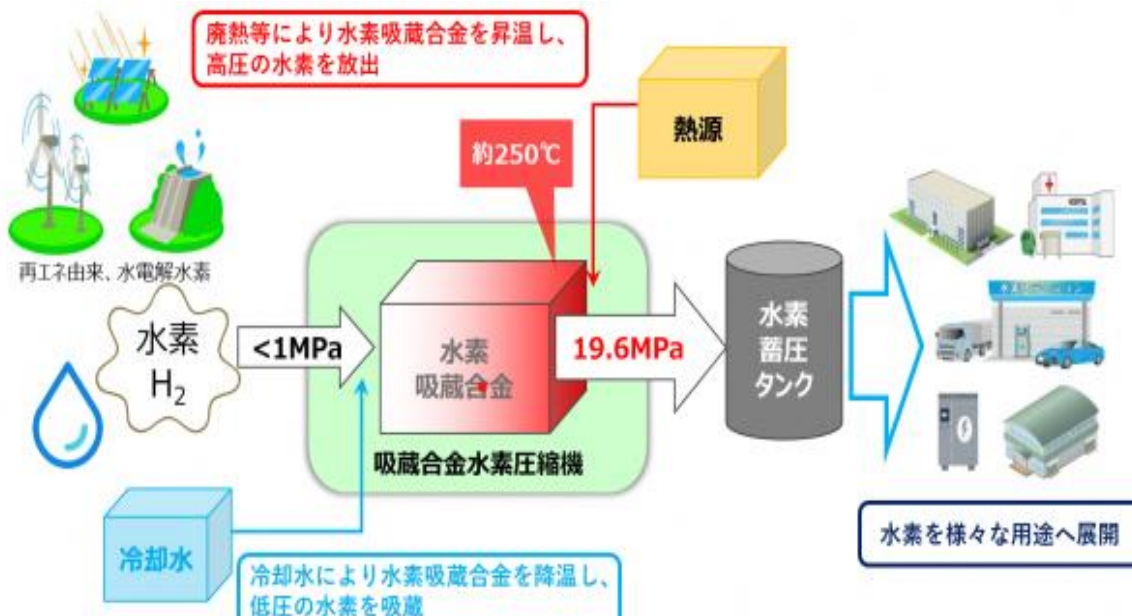 廃熱等により水素吸蔵合金を昇温し、
高圧の水素を放出
熱源
約250℃
再エネ由来、水電解水素
水素
H₂
<1MPa
水素
吸蔵合金
19.6MPa
水素
蓄圧
タンク
吸蔵合金水素圧縮機
冷却水
冷却水により水素吸蔵合金を降温し、
低圧の水素を吸蔵
水素を様々な用途へ展開